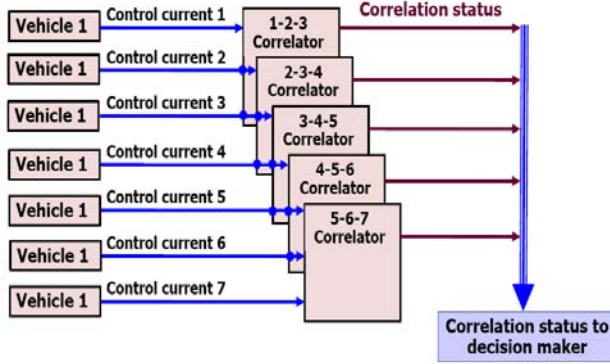 Vehicle 1
Control current 1
1-2-3
Correlator
Correlation status
Vehicle 1
Control current 2
2-3-4
Correlator
Vehicle 1
Control current 3
3-4-5
Correlator
Vehicle 1
Control current 4
4-5-6
Correlator
Vehicle 1
Control current 5
5-6-7
Correlator
Vehicle 1
Control current 6
Vehicle 1
Control current 7
Correlation status to
decision maker